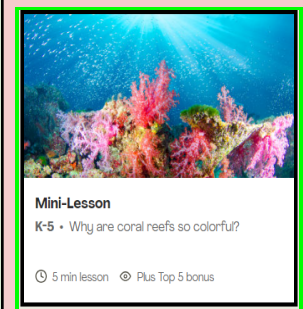 Mini-Lesson
K-5 • Why are coral reefs so colorful?
5 min lesson Plus Top 5 bonus